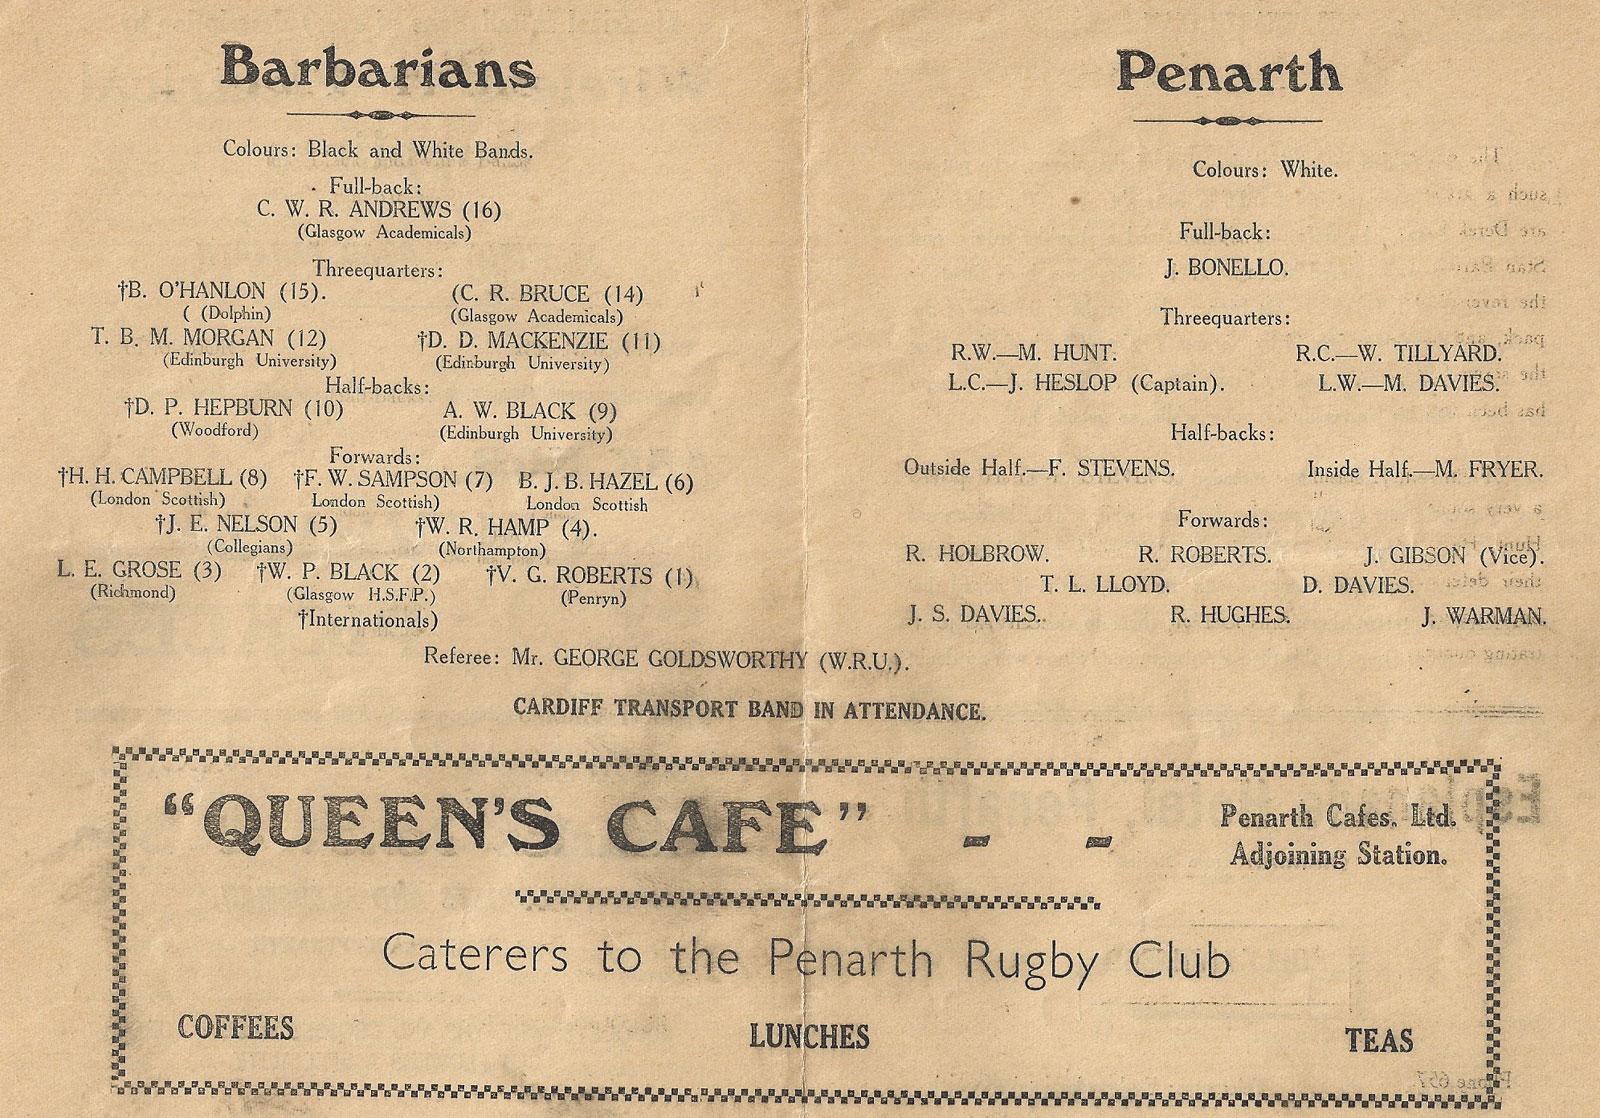 Barbarians
Colours: Black and White Bands.
Full-back:
C. W. R. ANDREWS (16)
(Glasgow Academicals)
Threequarters:
†B. O'HANLON (15). (C. R. BRUCE (14)
( (Dolphin) (Glasgow Academicals)
T. B. M. MORGAN (12) †D. D. MACKENZIE (11)
(Edinburgh University) (Edinburgh University)
Half-backs:
†D. P. HEPBURN (10) A. W. BLACK (9)
(Woodford) (Edinburgh University)
Forwards:
†H. H. CAMPBELL (8) †F. W. SAMPSON (7) B. J. B. HAZEL (6)
(London Scottish) London Scottish) London Scottish
†J. E. NELSON (5) †W. R. HAMP (4).
(Collegians) (Northampton)
L. E. GROSE (3) †W. P. BLACK (2) †V. G. ROBERTS (1)
(Richmond) (Glasgow H.S.F.P.) (Penryn)
†Internationals)
Penarth
Colours: White.
Full-back:
J. BONELLO.
Threequarters:
R.W.—M. HUNT. R.C.—W. TILLYARD.
L.C.—J. HESLOP (Captain). L.W.—M. DAVIES.
Half-backs:
Outside Half.—F. STEVENS. Inside Half.—M. FRYER.
Forwards:
R. HOLBROW. R. ROBERTS. J. GIBSON (Vice).
T. L. LLOYD. D. DAVIES.
J. S. DAVIES. R. HUGHES. J. WARMAN.
Referee: Mr. GEORGE GOLDSWORTHY (W.R.U.).
CARDIFF TRANSPORT BAND IN ATTENDANCE.
"QUEEN'S CAFE" - - Penarth Cafes. Ltd.
Adjoining Station.
Caterers to the Penarth Rugby Club
COFFEES LUNCHES TEAS